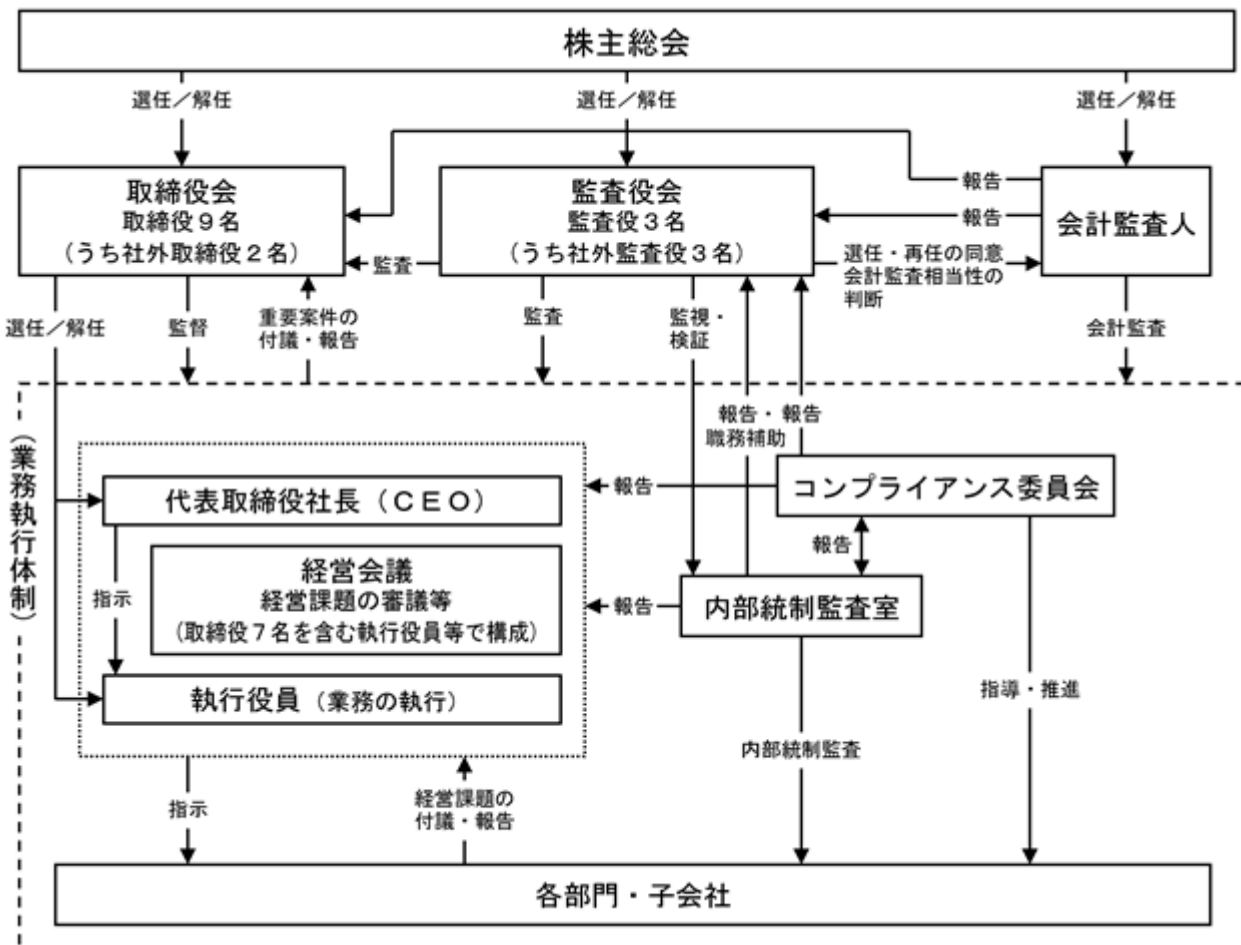 株主総会
選任／解任
選任／解任
選任／解任
取締役会
取締役９名
（うち社外取締役２名）
監査役会
監査役３名
（うち社外監査役３名）
会計監査人
報告
報告
監査
選任・再任の同意
会計監査相当性の
判断
選任／解任
監督
重要案件の
付議・報告
監査
監視・
検証
会計監査
（業務執行体制）
報告・
職務補助
報告
コンプライアンス委員会
報告
代表取締役社長（ＣＥＯ）
報告
経営会議
経営課題の審議等
（取締役７名を含む執行役員等で構成）
指示
内部統制監査室
報告
執行役員（業務の執行）
指導・推進
内部統制監査
指示
経営課題の
付議・報告
各部門・子会社